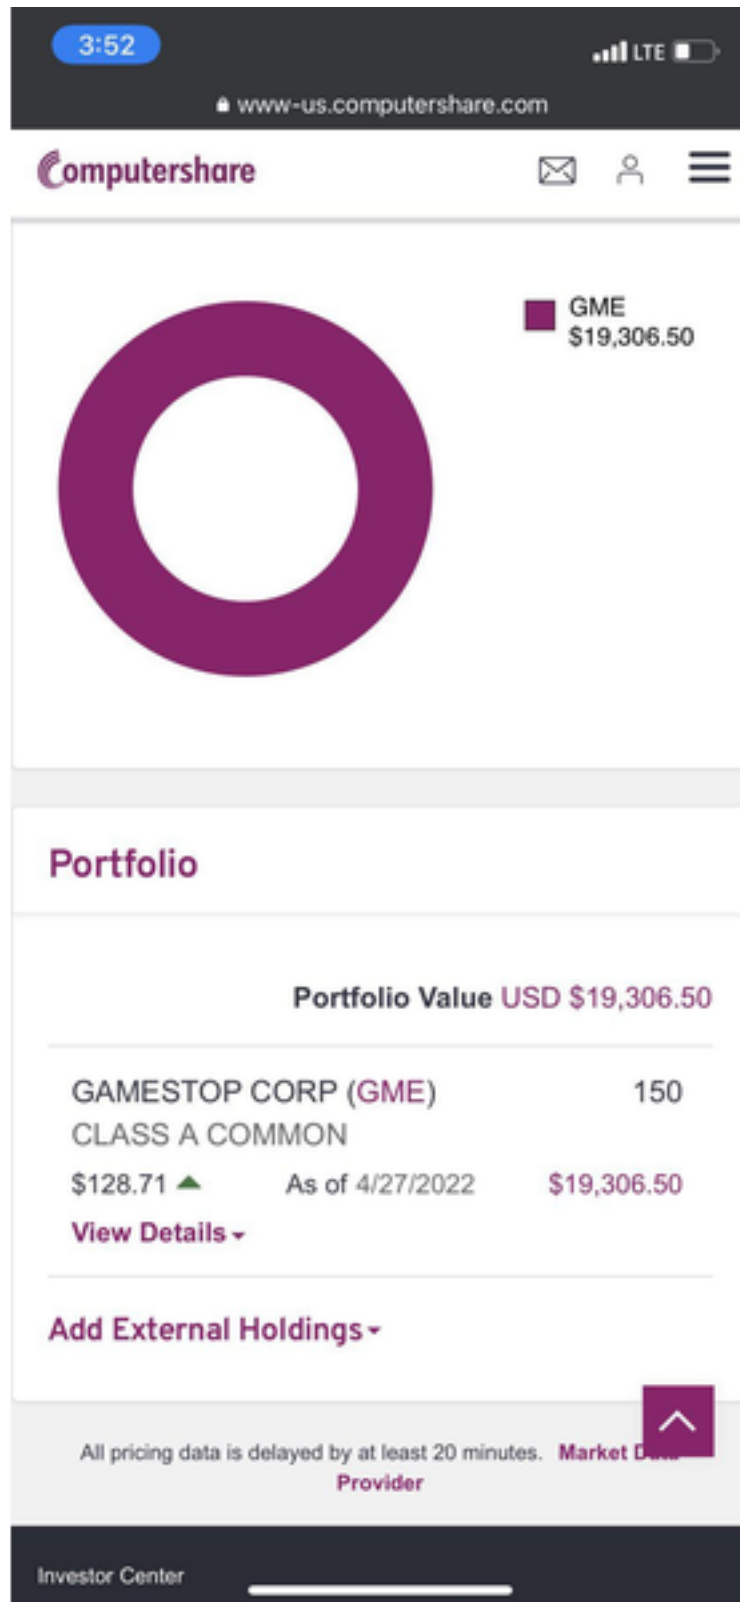 3:52
LTE
www-us.computershare.com
Computershare
GME
$19,306.50
Portfolio
Portfolio Value USD $19,306.50
GAMESTOP CORP (GME) 150
CLASS A COMMON
$128.71 As of 4/27/2022 $19,306.50
View Details
Add External Holdings
All pricing data is delayed by at least 20 minutes. Market
Provider
Investor Center